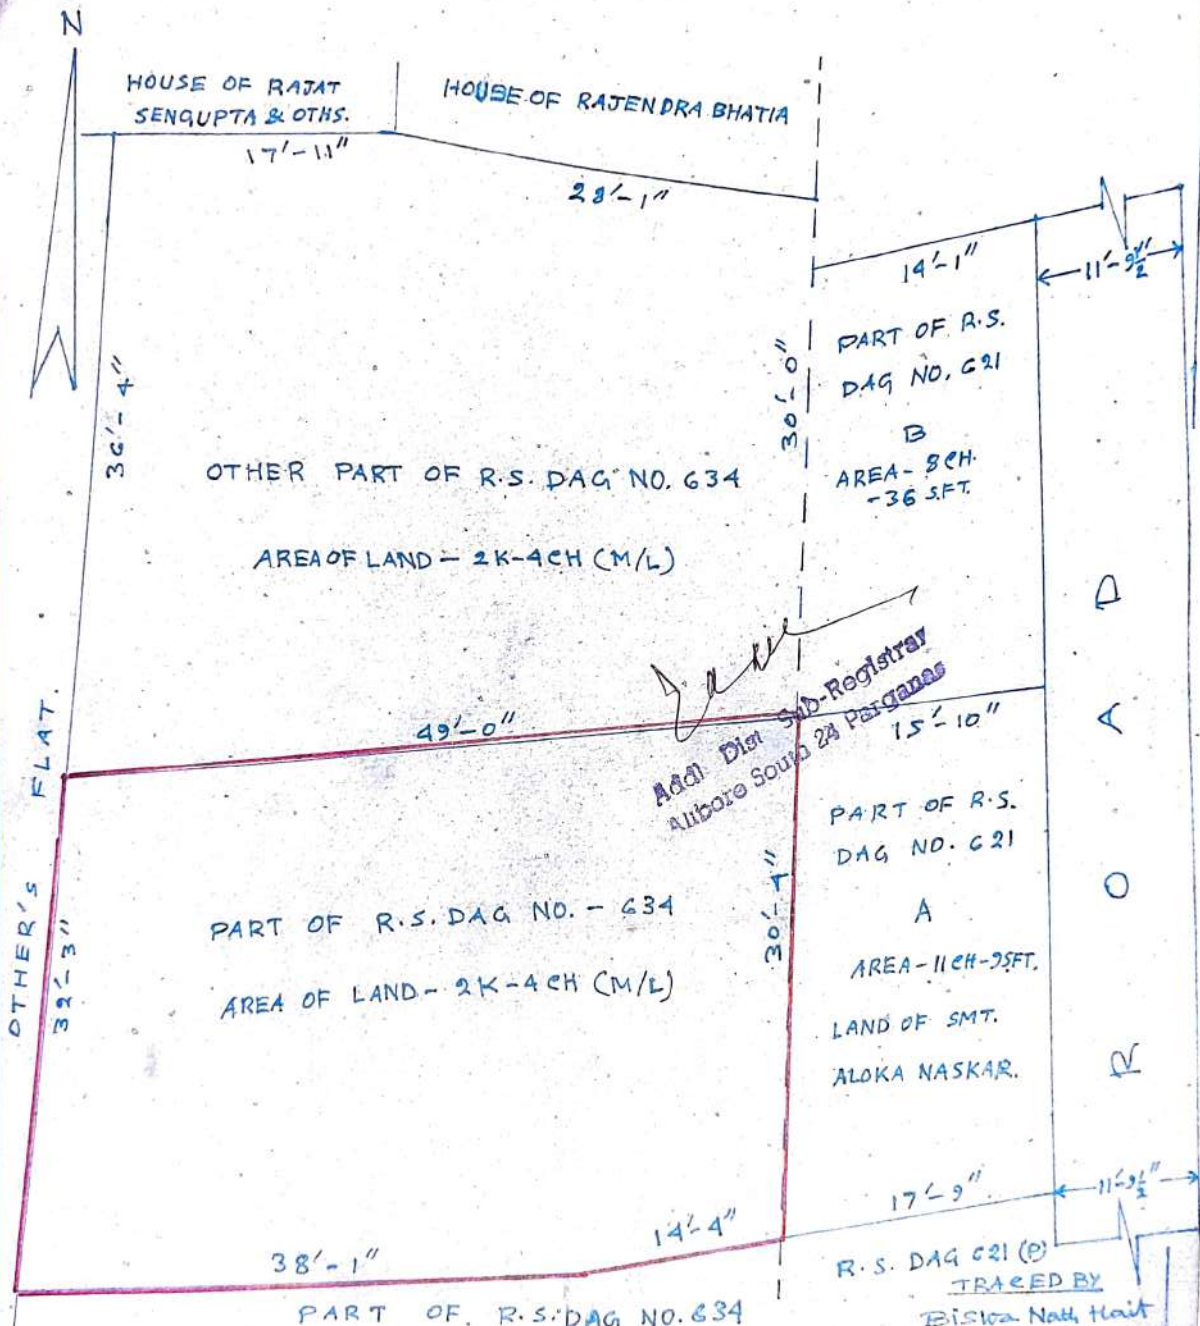 N
HOUSE OF RAJAT
SENGUPTA & OTHS.
HOUSE OF RAJENDRA BHATIA
17'-11"
28'-1"
14'-1"
11'-9½"
36'-4"
30'-0"
PART OF R.S.
DAG NO. 621
B
AREA- 8CH.
-36 S.FT.
OTHER PART OF R.S. DAG NO. 634
AREA OF LAND - 2K-4CH (M/L)
49'-0"
Addl Dist Sub-Registrar
Alipore South 24 Parganas
15'-10"
OTHER'S FLAT.
32'-3"
30'-4"
PART OF R.S. DAG NO. - 634
AREA OF LAND - 2K-4CH (M/L)
PART OF R.S.
DAG NO. 621
A
AREA-11CH-9SFT.
LAND OF SMT.
ALOKA NASKAR.
ROAD
38'-1"
14'-4"
17'-9"
11'-9½"
PART OF R.S. DAG NO. 634
R.S. DAG 621 (P)
TRACED BY
Biswa Nath Hait